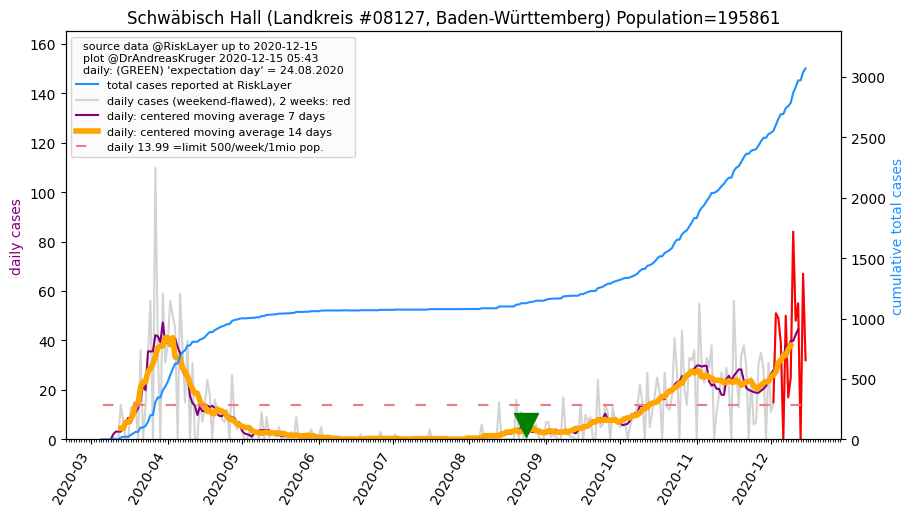 Schwäbisch Hall (Landkreis #08127, Baden-Württemberg) Population=195861
source data @RiskLayer up to 2020-12-15
plot @DrAndreasKruger 2020-12-15 05:43
daily: (GREEN) 'expectation day' = 24.08.2020
total cases reported at RiskLayer
daily cases (weekend-flawed), 2 weeks: red
daily: centered moving average 7 days
daily: centered moving average 14 days
daily 13.99 =limit 500/week/1mio pop.
daily cases
160
140
120
100
80
60
40
20
0
cumulative total cases
3000
2500
2000
1500
1000
500
0
2020-03
2020-04
2020-05
2020-06
2020-07
2020-08
2020-09
2020-10
2020-11
2020-12